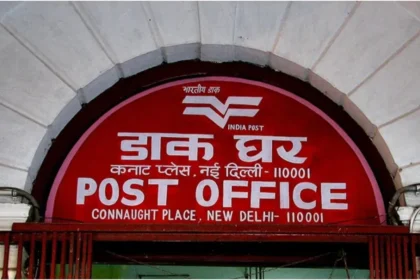 भारतीय डाक
INDIA POST
डाक घर
कनाट प्लेस, नई दिल्ली - 110001
POST OFFICE
CONNAUGHT PLACE, NEW DELHI- 110001